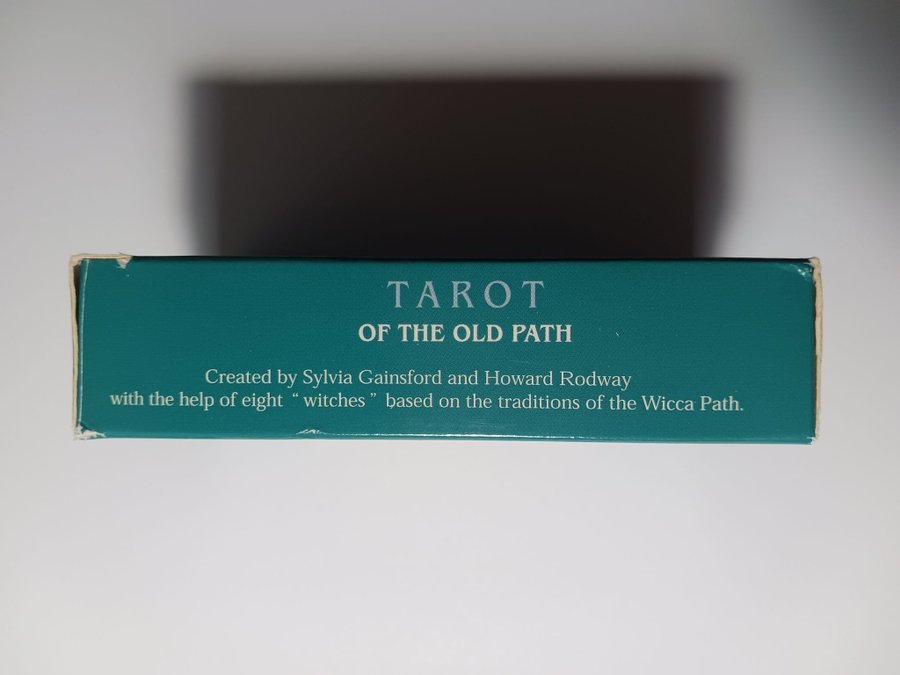 TAROT
OF THE OLD PATH
Created by Sylvia Gainsford and Howard Rodway
with the help of eight “ witches ” based on the traditions of the Wicca Path.